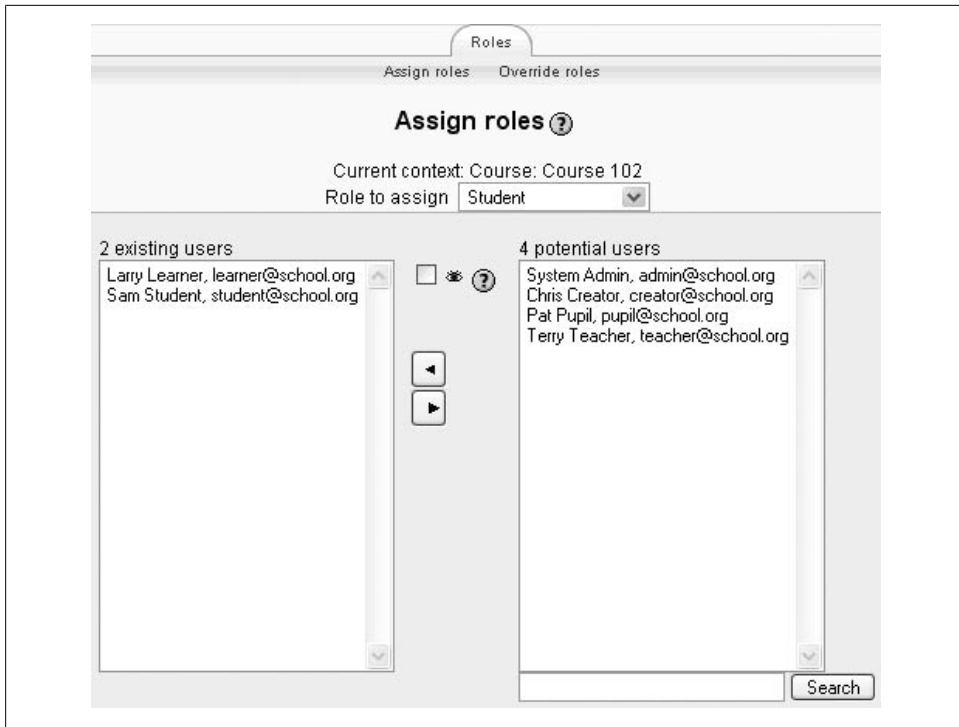 Roles
Assign roles Override roles
Assign roles ?
Current context: Course: Course 102
Role to assign Student
2 existing users
Larry Learner, learner@school.org
Sam Student, student@school.org
?
4 potential users
System Admin, admin@school.org
Chris Creator, creator@school.org
Pat Pupil, pupil@school.org
Terry Teacher, teacher@school.org
Search